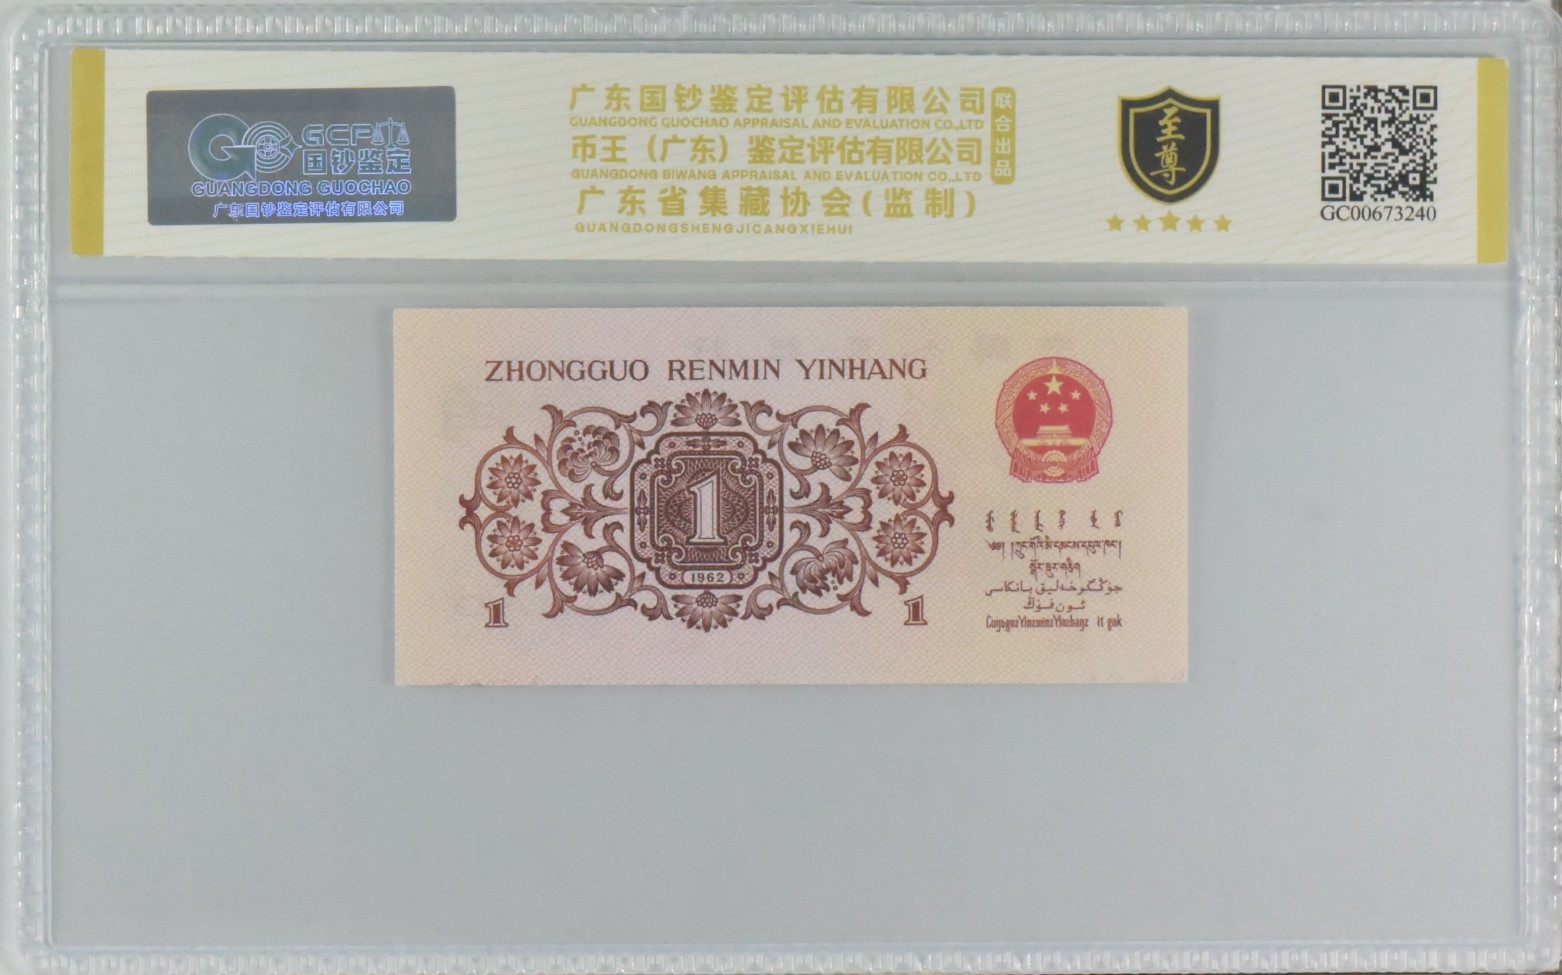 GCP
国钞鉴定
GUANGDONG GUOCHAO
广东国钞鉴定评估有限公司
广东国钞鉴定评估有限公司
GUANGDONG GUOCHAO APPRAISAL AND EVALUATION CO.,LTD
币王（广东）鉴定评估有限公司
GUANGDONG BIWANG APPRAISAL AND EVALUATION CO.,LTD
广东省集藏协会(监制)
GUANGDONGSHENGJICANGXIEHUI
联合出品
至尊
GC00673240
ZHONGGUO RENMIN YINHANG
1
1962
1
1
جۇڭگوخەلىق بانكاسى